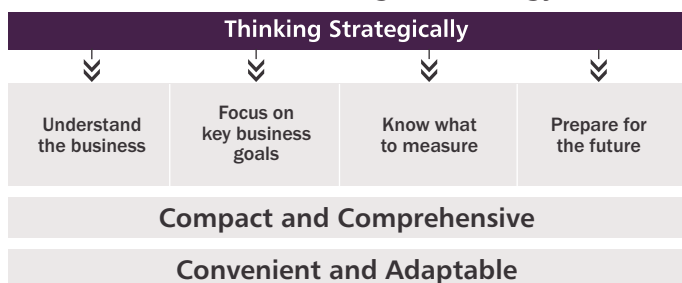 Thinking Strategically
Understand
the business
Focus on
key business
goals
Know what
to measure
Prepare for
the future
Compact and Comprehensive
Convenient and Adaptable